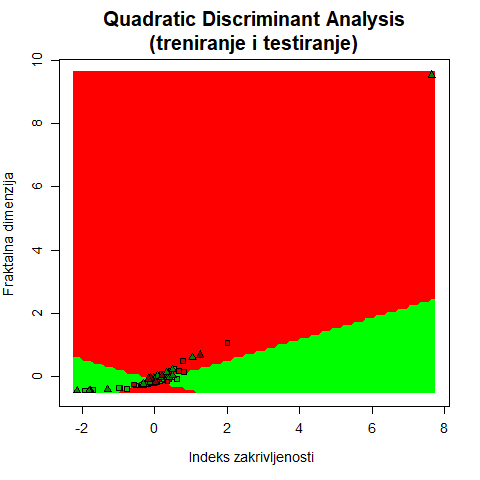 Quadratic Discriminant Analysis
(treniranje i testiranje)
10
8
6
4
2
0
Fraktalna dimenzija
-2 0 2 4 6 8
Indeks zakrivljenosti